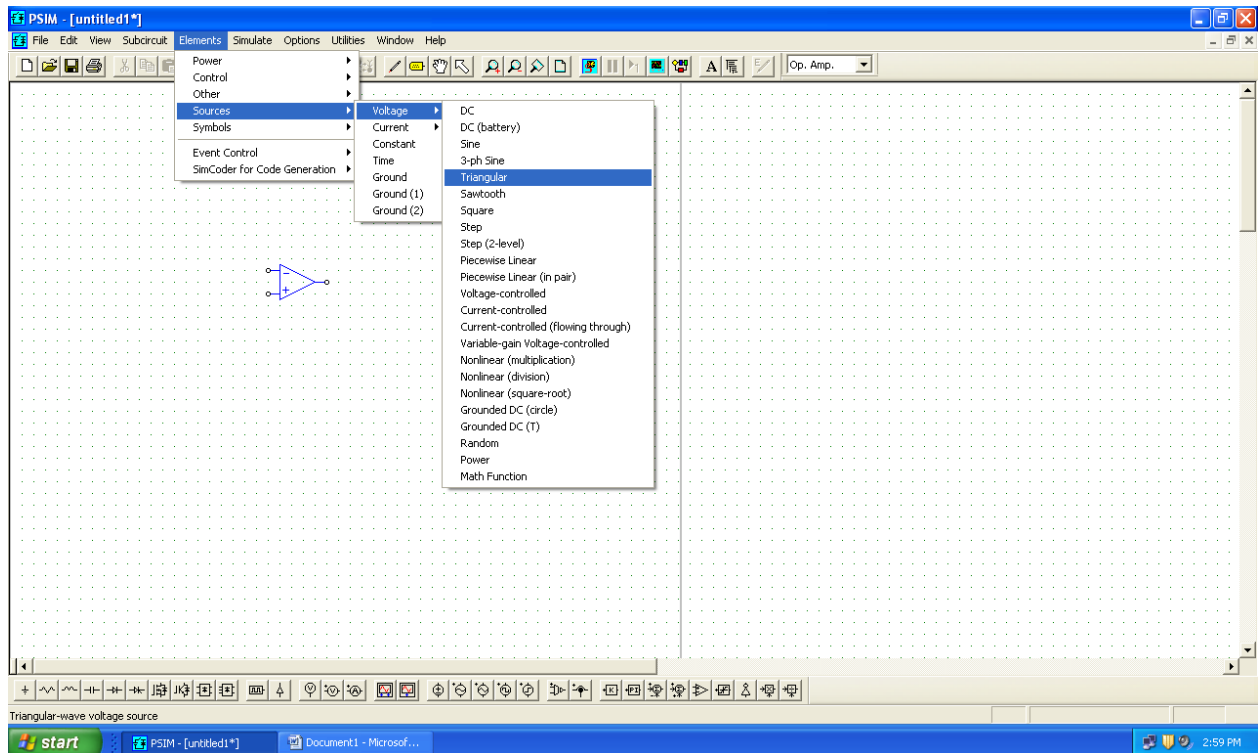 PSIM - [untitled1*]
File Edit View Subcircuit Elements Simulate Options Utilities Window Help
Op. Amp.
Power
Control
Other
Sources
Symbols
Event Control
SimCoder for Code Generation
Voltage
Current
Constant
Time
Ground
Ground (1)
Ground (2)
DC
DC (battery)
Sine
3-ph Sine
Triangular
Sawtooth
Square
Step
Step (2-level)
Piecewise Linear
Piecewise Linear (in pair)
Voltage-controlled
Current-controlled
Current-controlled (flowing through)
Variable-gain Voltage-controlled
Nonlinear (multiplication)
Nonlinear (division)
Nonlinear (square-root)
Grounded DC (circle)
Grounded DC (T)
Random
Power
Math Function
Triangular-wave voltage source
start PSIM - [untitled1*] Document1 - Microsof... 2:59 PM